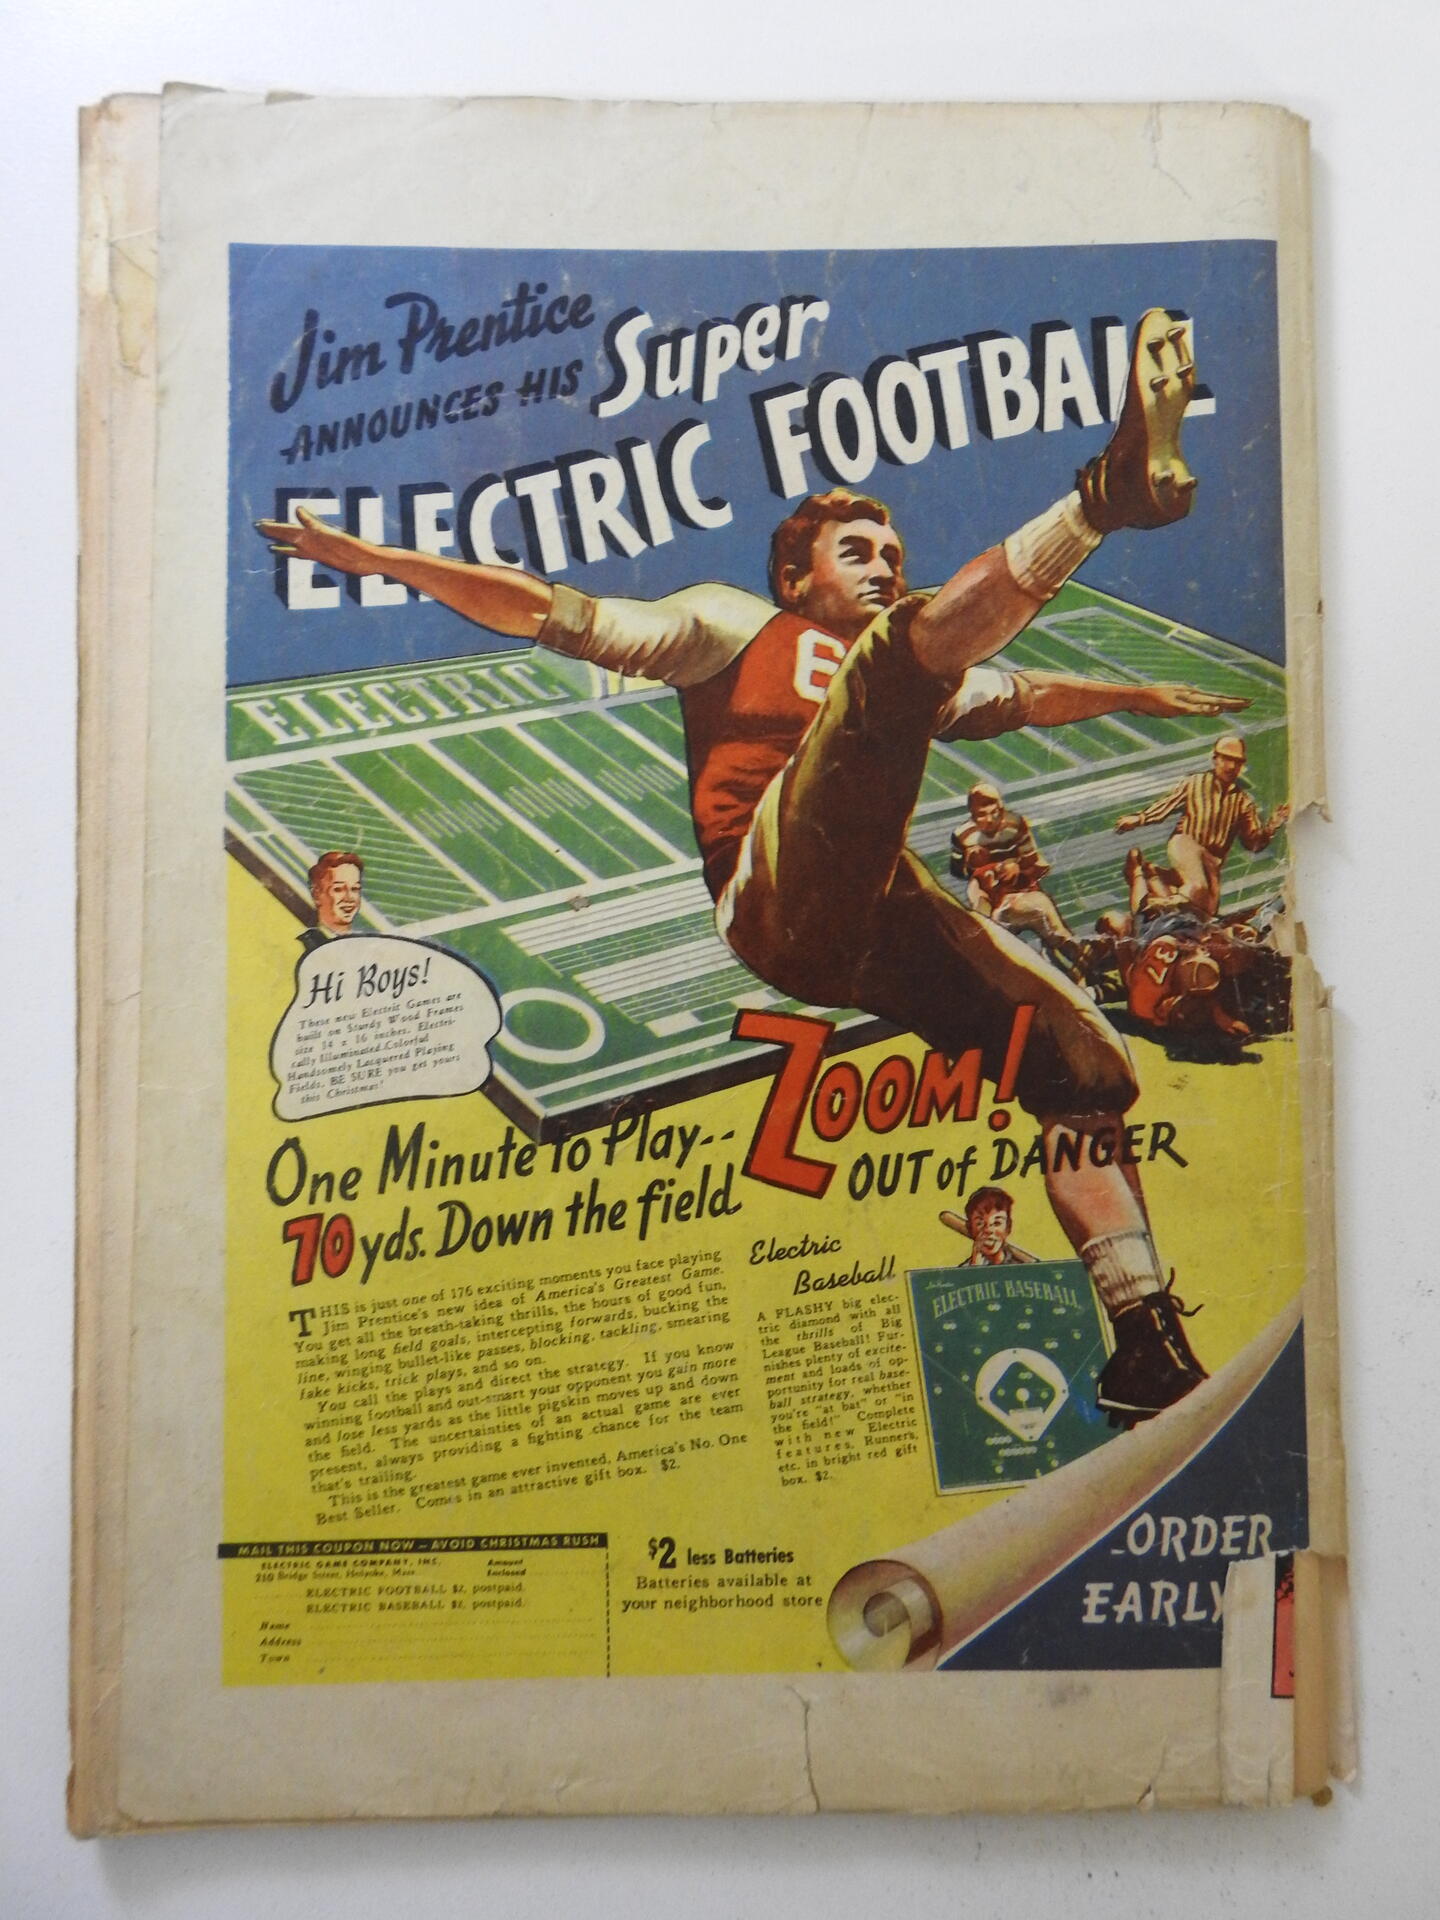 Jim Prentice
ANNOUNCES HIS Super
ELECTRIC FOOTBALL
ELECTRIC
6
37
Hi Boys!
These new Electric Games are
built on Sturdy Wood Frames
size 14 x 16 inches. Electri-
cally Illuminated. Colorful
Handsomely Lacquered Playing
Fields. BE SURE you get yours
this Christmas!
One Minute to Play--
70 yds. Down the field
ZOOM!
OUT of DANGER
THIS is just one of 176 exciting moments you face playing
Jim Prentice's new idea of America's Greatest Game.
You get all the breath-taking thrills, the hours of good fun,
making long field goals, intercepting forwards, bucking the
line, winging bullet-like passes, blocking, tackling, smearing
fake kicks, trick plays, and so on.
You call the plays and direct the strategy. If you know
winning football and out-smart your opponent you gain more
and lose less yards as the little pigskin moves up and down
the field. The uncertainties of an actual game are ever
present, always providing a fighting chance for the team
that's trailing.
This is the greatest game ever invented, America's No. One
Best Seller. Comes in an attractive gift box. $2.
Electric
Baseball
A FLASHY big elec-
tric diamond with all
the thrills of Big
League Baseball! Fur-
nishes plenty of excite-
ment and loads of op-
portunity for real base-
ball strategy, whether
you're "at bat" or "in
the field!" Complete
with new Electric
features, Runners,
etc. in bright red gift
box. $2.
ELECTRIC BASEBALL
MAIL THIS COUPON NOW — AVOID CHRISTMAS RUSH
ELECTRIC GAME COMPANY, INC. Amount
210 Bridge Street, Holyoke, Mass. Enclosed
ELECTRIC FOOTBALL $2. postpaid.
ELECTRIC BASEBALL $2. postpaid.
Name
Address
Town
$2 less Batteries
Batteries available at
your neighborhood store
ORDER
EARLY